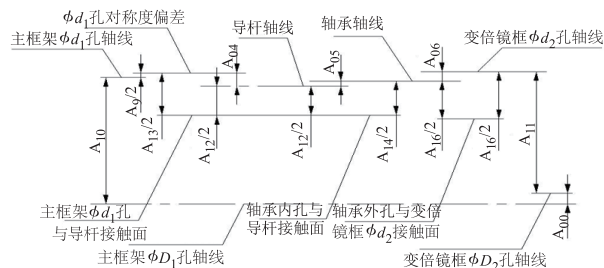 ϕd₁孔对称度偏差
主框架ϕd₁孔轴线
导杆轴线
轴承轴线
变倍镜框ϕd₂孔轴线
A₀₄
A₀₅
A₀₆
A₁₀
A₉/2
A₁₃/2
A₁₂/2
A₁₂/2
A₁₄/2
A₁₆/2
A₁₆/2
A₁₁
A₀₀
主框架ϕd₁孔
与导杆接触面
主框架ϕD₁孔轴线
轴承内孔与
导杆接触面
轴承外孔与变倍
镜框ϕd₂接触面
变倍镜框ϕD₂孔轴线